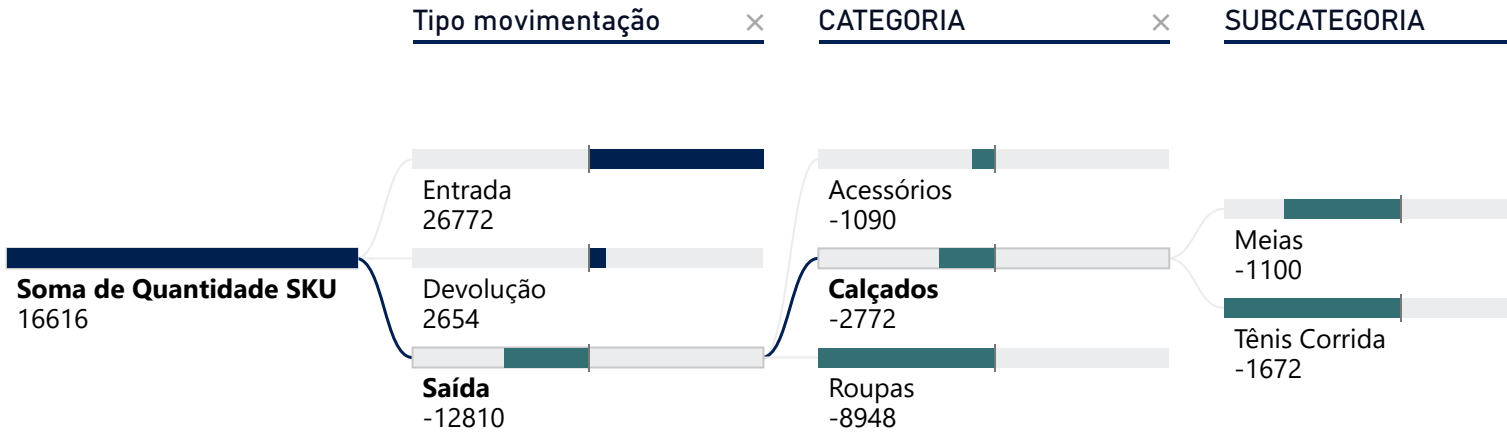 Tipo movimentação
CATEGORIA
SUBCATEGORIA
Soma de Quantidade SKU
16616
Entrada
26772
Devolução
2654
Saída
-12810
Acessórios
-1090
Calçados
-2772
Roupas
-8948
Meias
-1100
Tênis Corrida
-1672